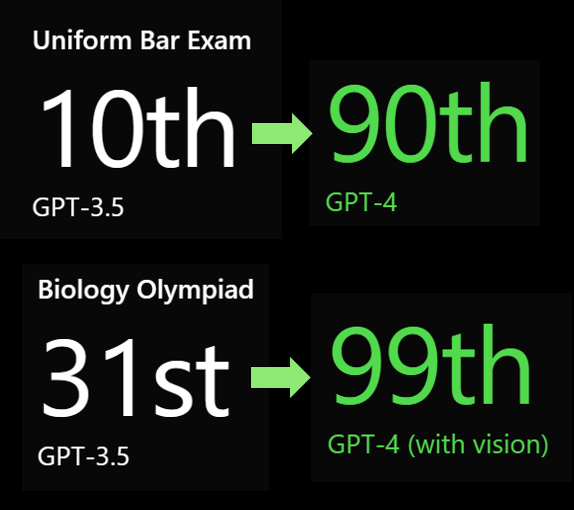 Uniform Bar Exam
10th
90th
GPT-3.5
GPT-4
Biology Olympiad
31st
99th
GPT-3.5
GPT-4 (with vision)